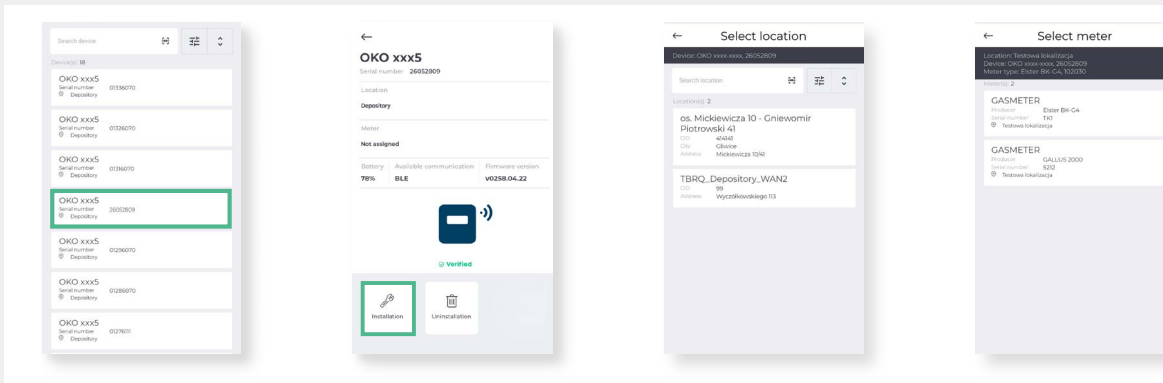 Search device
Device(s): 18
OKO xxx5
Serial number 01336070
Depository
OKO xxx5
Serial number 01326070
Depository
OKO xxx5
Serial number 01316070
Depository
OKO xxx5
Serial number 26052809
Depository
OKO xxx5
Serial number 01296070
Depository
OKO xxx5
Serial number 01286070
Depository
OKO xxx5
Serial number 01276111
Depository
OKO xxx5
Serial number 26052809
Location
Depository
Meter
Not assigned
Battery Available communication Firmware version
78% BLE v0258.04.22
Verified
Installation Uninstallation
Select location
Device: OKO xxxx-xxxx, 26052809
Search location
Location(s): 2
os. Mickiewicza 10 - Gniewomir
Piotrowski 41
OD 414141
City Gliwice
Address Mickiewicza 10/41
TBRQ_Depository_WAN2
OD 99
Address Wyczółkowskiego 113
Select meter
Location: Testowa lokalizacja
Device: OKO xxxx-xxxx, 26052809
Meter type: Elster BK-G4, 102030
Meter(s): 2
GASMETER
Producer Elster BK-G4
Serial number TK1
Testowa lokalizacja
GASMETER
Producer GALLUS 2000
Serial number 9212
Testowa lokalizacja